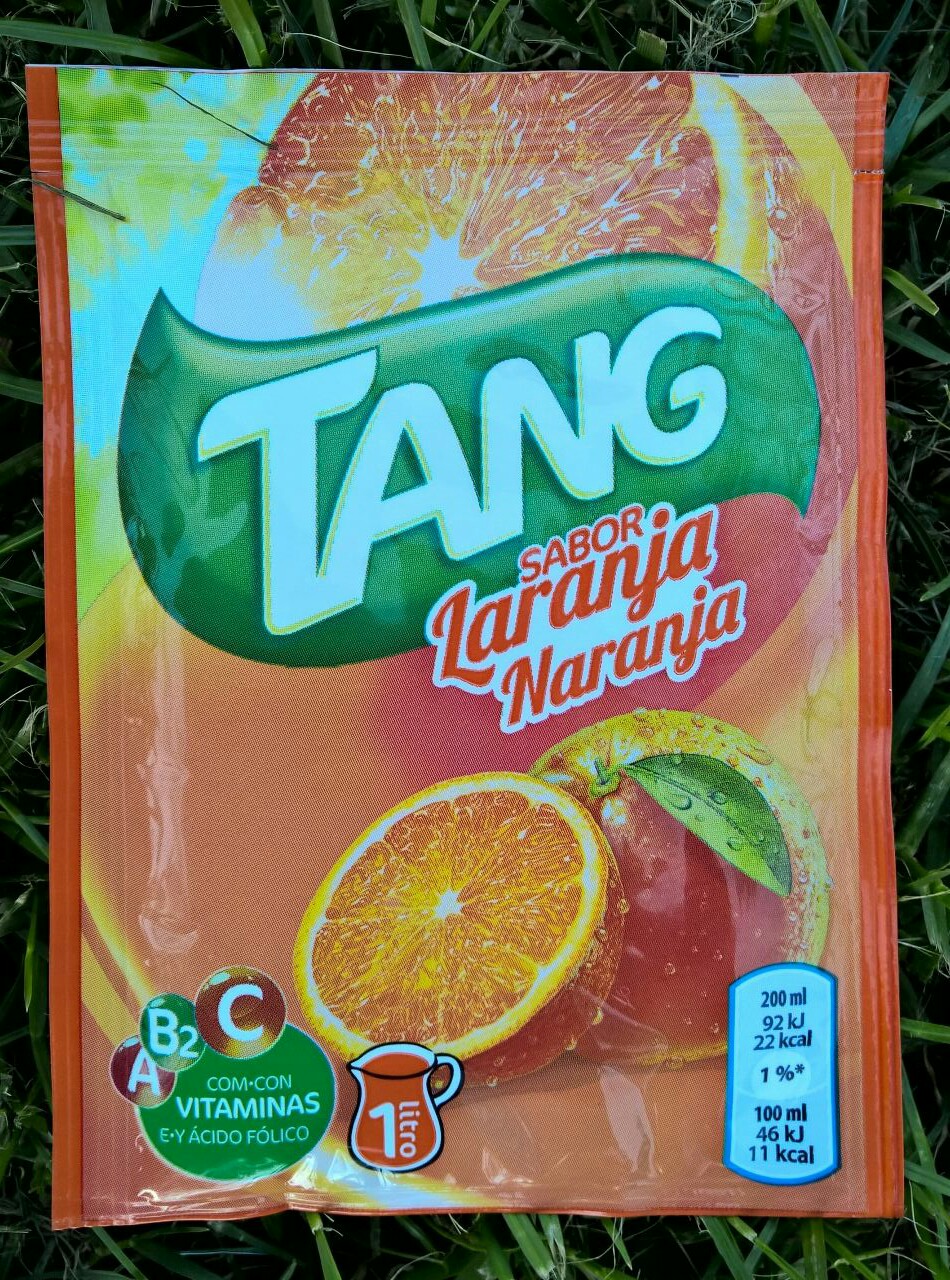 TANG
SABOR
Laranja
Naranja
A B2 C
COM•CON
VITAMINAS
E•Y ÁCIDO FÓLICO
1 litro
200 ml
92 kJ
22 kcal
1 %*
100 ml
46 kJ
11 kcal